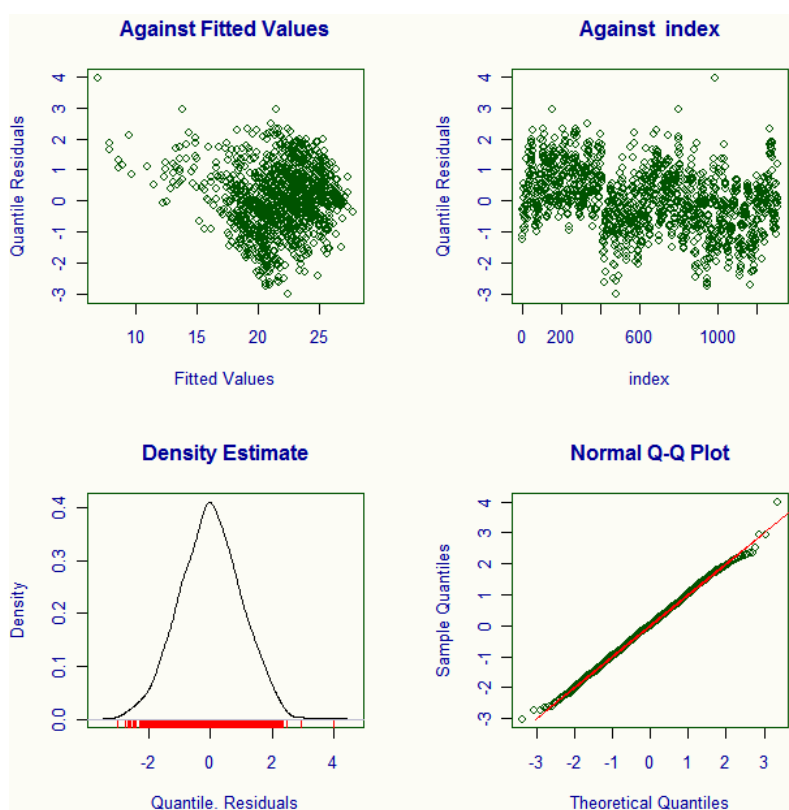 Against Fitted Values
Quantile Residuals
4
3
2
1
0
-1
-2
-3
10 15 20 25
Fitted Values
Against index
Quantile Residuals
4
3
2
1
0
-1
-2
-3
0 200 600 1000
index
Density Estimate
Density
0.4
0.3
0.2
0.1
0.0
-2 0 2 4
Quantile. Residuals
Normal Q-Q Plot
Sample Quantiles
4
3
2
1
0
-1
-2
-3
-3 -2 -1 0 1 2 3
Theoretical Quantiles